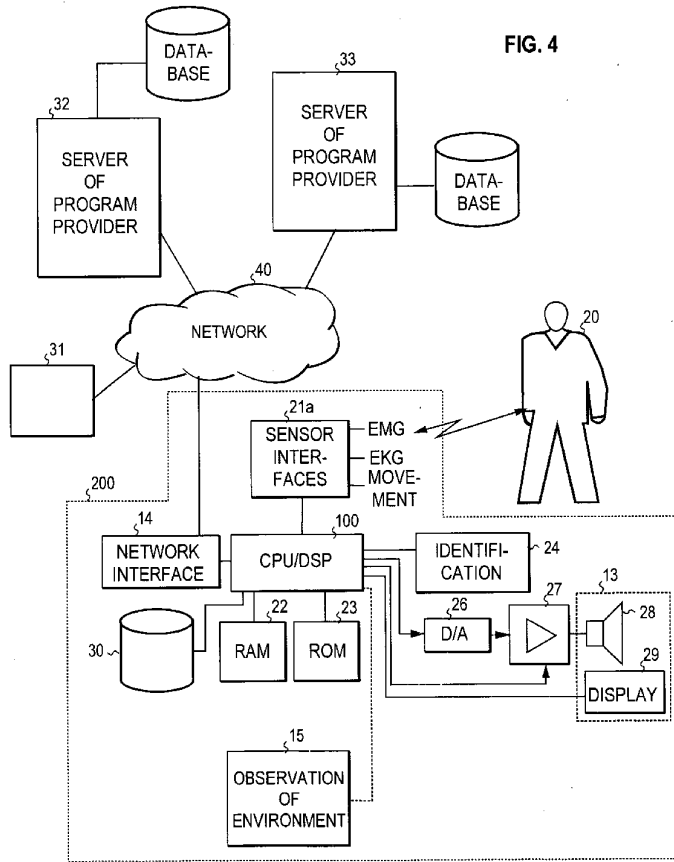 FIG. 4
DATA-
BASE
32
SERVER
OF
PROGRAM
PROVIDER
33
SERVER
OF
PROGRAM
PROVIDER
DATA-
BASE
40
NETWORK
31
20
21a
SENSOR
INTER-
FACES
EMG
EKG
MOVE-
MENT
200
14
NETWORK
INTERFACE
100
CPU/DSP
IDENTIFI-
CATION
24
30
22
RAM
23
ROM
26
D/A
27
13
28
29
DISPLAY
15
OBSERVATION
OF
ENVIRONMENT